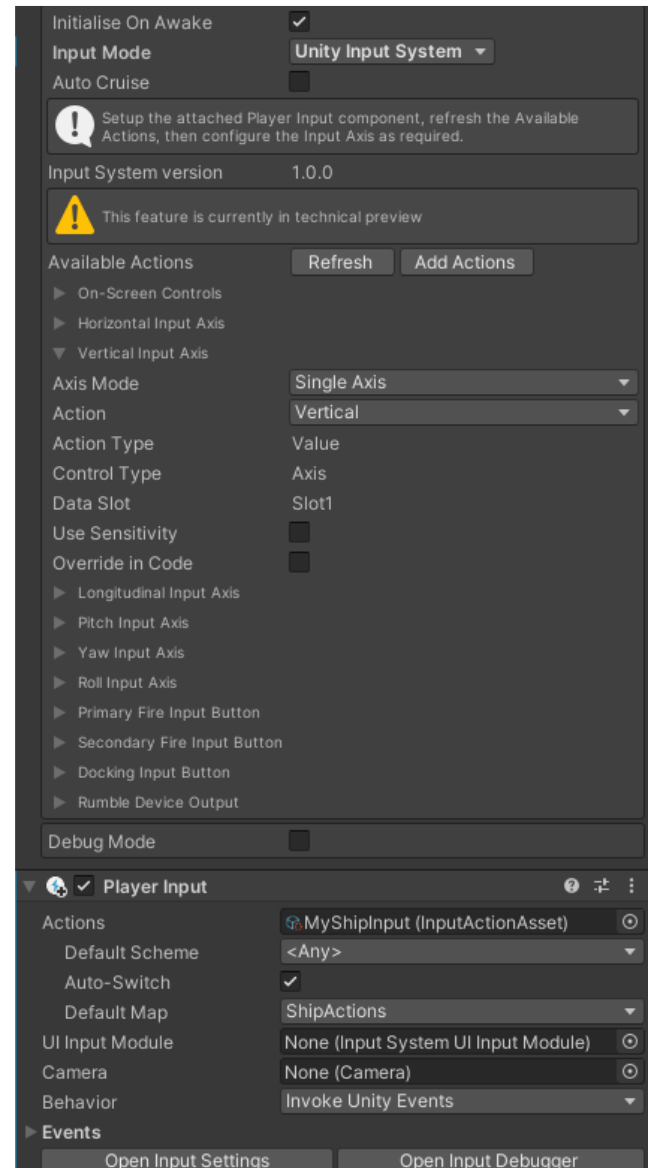 Initialise On Awake
Input Mode Unity Input System
Auto Cruise
Setup the attached Player Input component, refresh the Available
Actions, then configure the Input Axis as required.
Input System version 1.0.0
This feature is currently in technical preview
Available Actions Refresh Add Actions
On-Screen Controls
Horizontal Input Axis
Vertical Input Axis
Axis Mode Single Axis
Action Vertical
Action Type Value
Control Type Axis
Data Slot Slot1
Use Sensitivity
Override in Code
Longitudinal Input Axis
Pitch Input Axis
Yaw Input Axis
Roll Input Axis
Primary Fire Input Button
Secondary Fire Input Button
Docking Input Button
Rumble Device Output
Debug Mode
Player Input
Actions MyShipInput (InputActionAsset)
Default Scheme <Any>
Auto-Switch
Default Map ShipActions
UI Input Module None (Input System UI Input Module)
Camera None (Camera)
Behavior Invoke Unity Events
Events
Open Input Settings Open Input Debugger